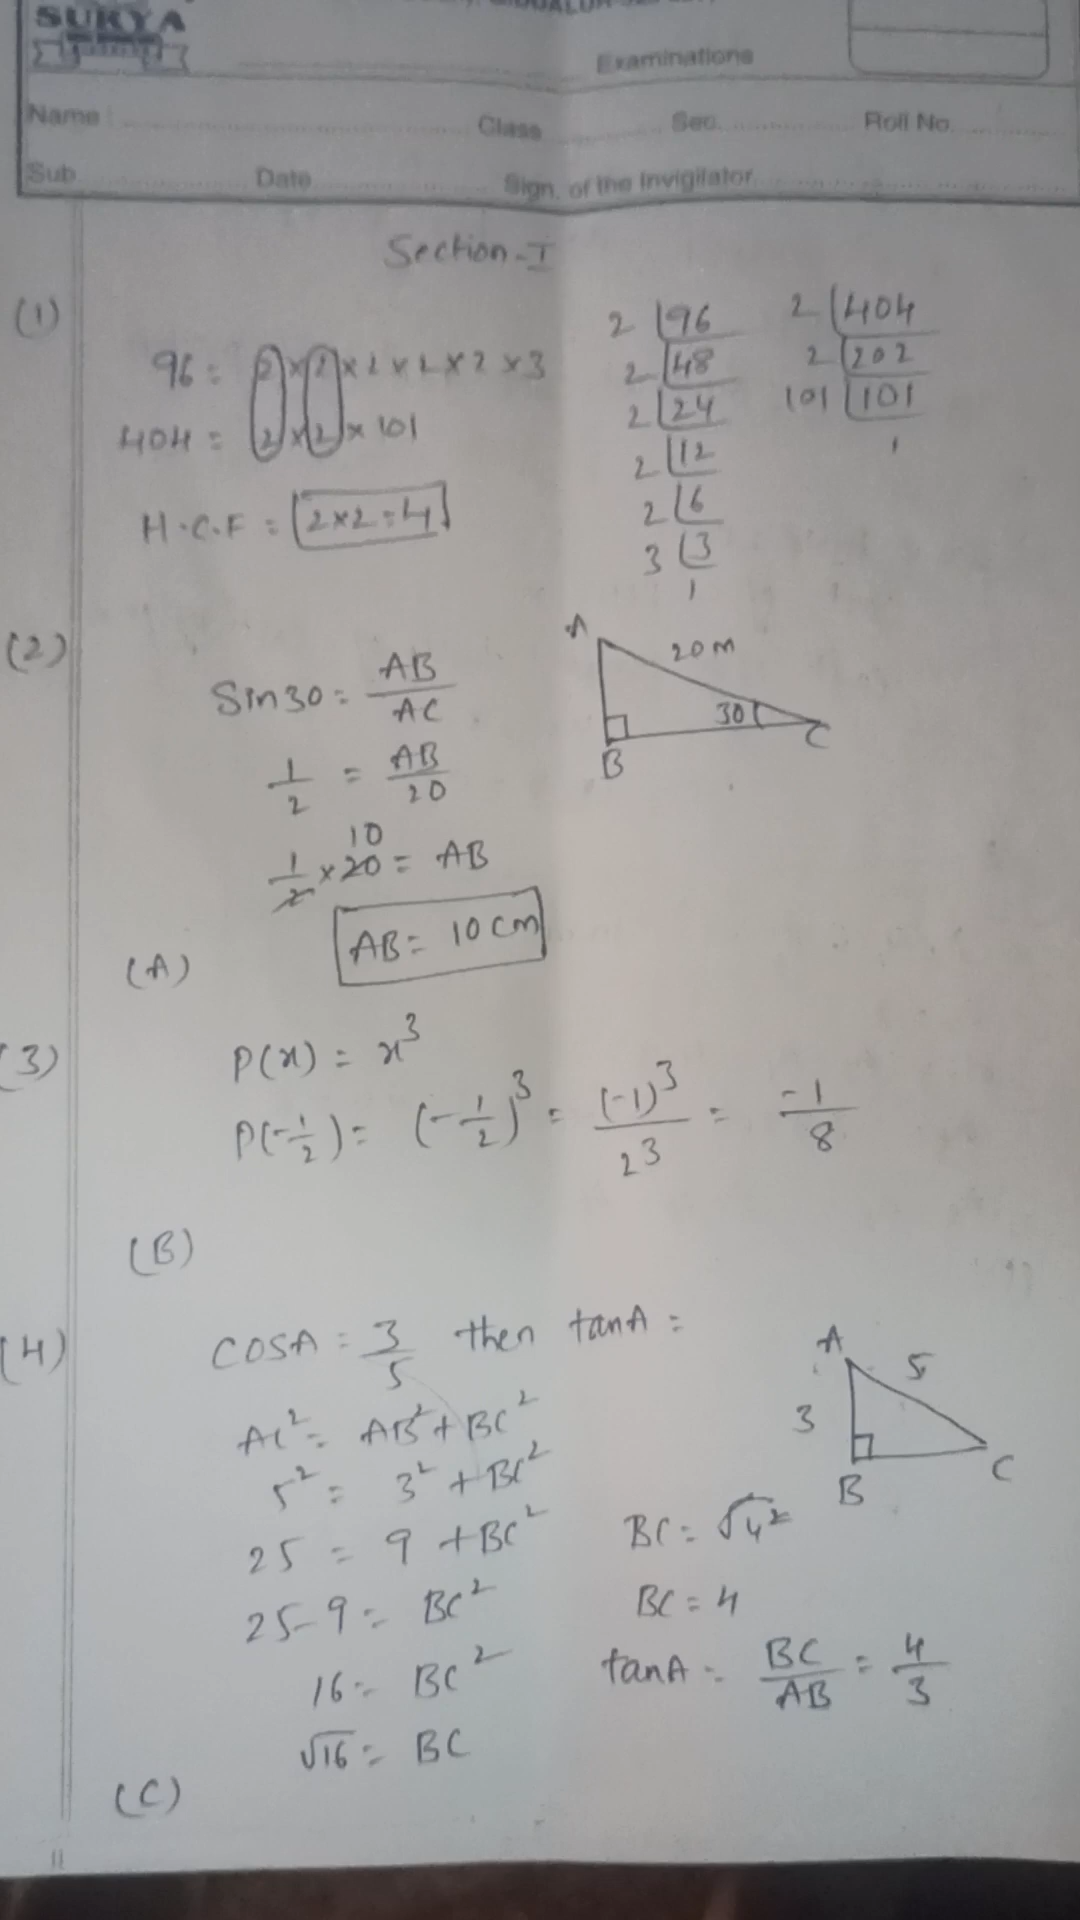 SURYA
Examinations
Name
Class
Sec.
Roll No.
Sub
Date
Sign. of the Invigilator
Section-I
(1)
96 = 2×2×2×2×2×3
404 = 2×2×101
H.C.F = 2×2=4
2 96
2 48
2 24
2 12
2 6
3 3
1
2 404
2 202
101 101
1
(2)
Sin30 = AB/AC
1/2 = AB/20
1/2 × 20 = AB
10
AB = 10cm
(A)
A
20m
30
B
C
(3)
P(x) = x³
P(-1/2) = (-1/2)³ = (-1)³/2³ = -1/8
(B)
(4)
COSA = 3/5 then tanA =
AC² = AB² + BC²
5² = 3² + BC²
25 = 9 + BC²
25-9 = BC²
16 = BC²
√16 = BC
A
5
3
B
C
BC = √4²
BC = 4
tanA = BC/AB = 4/3
(C)